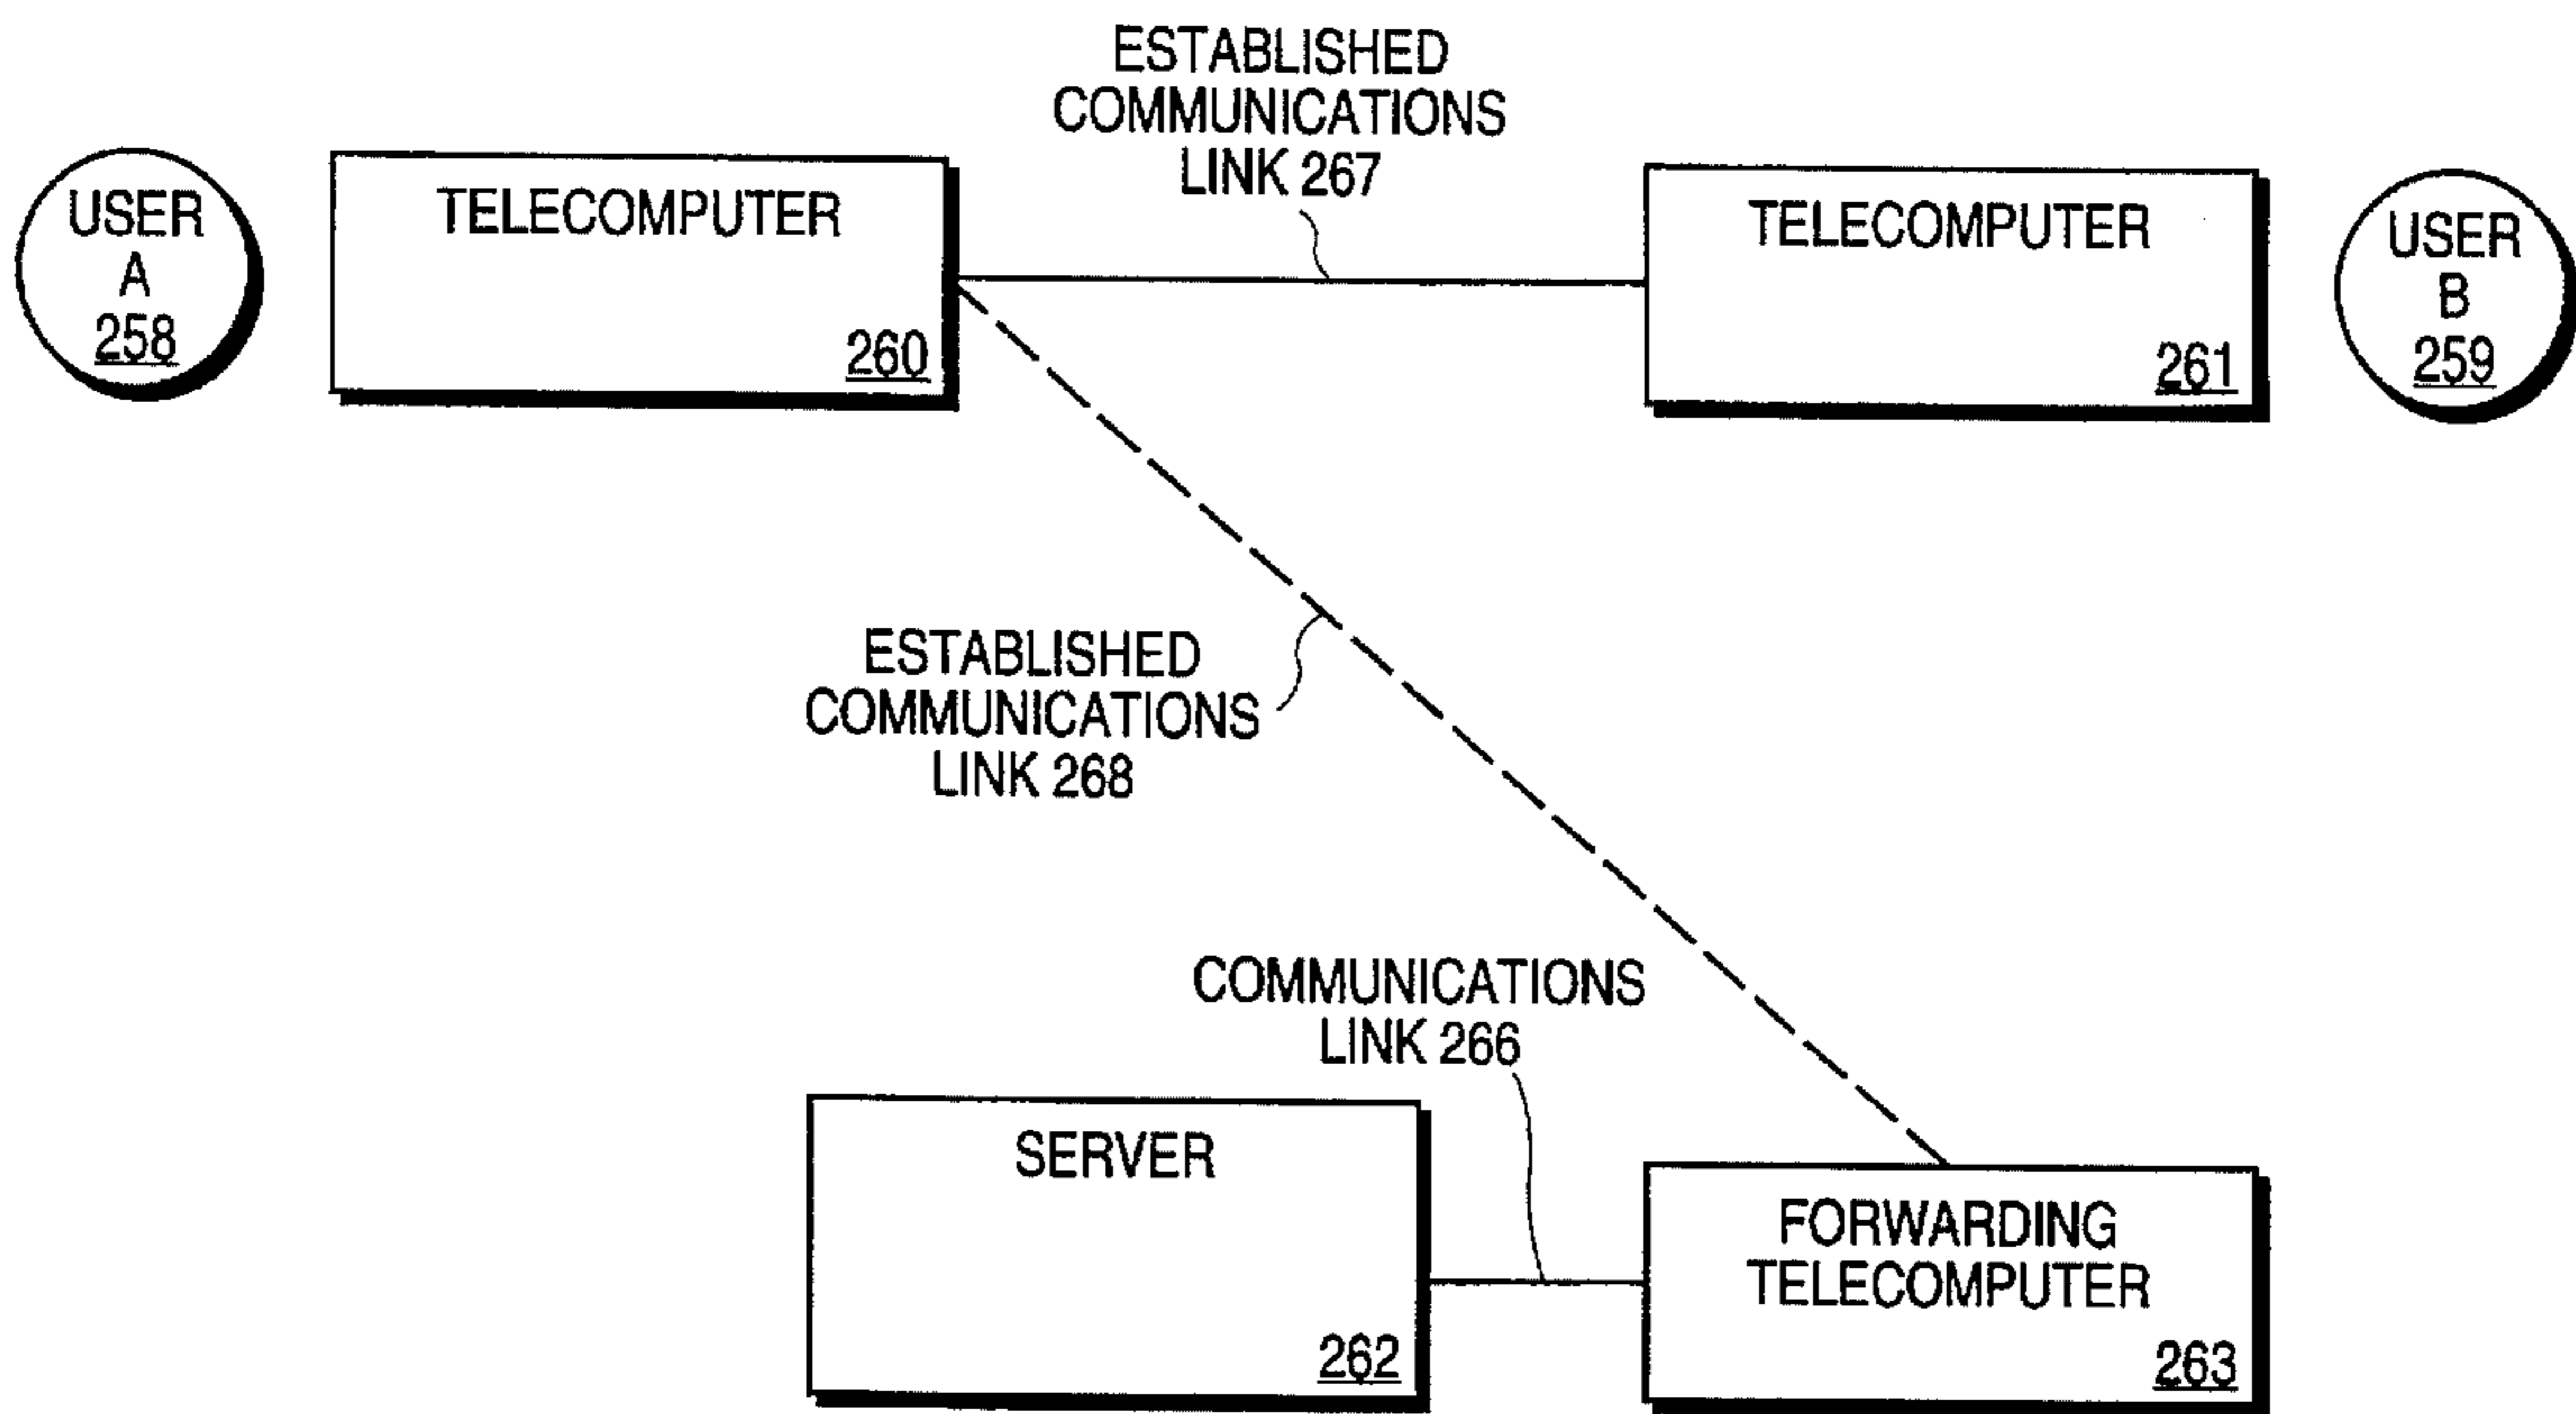 ESTABLISHED
COMMUNICATIONS
LINK 267
USER
A
258
TELECOMPUTER
260
TELECOMPUTER
261
USER
B
259
ESTABLISHED
COMMUNICATIONS
LINK 268
COMMUNICATIONS
LINK 266
SERVER
262
FORWARDING
TELECOMPUTER
263